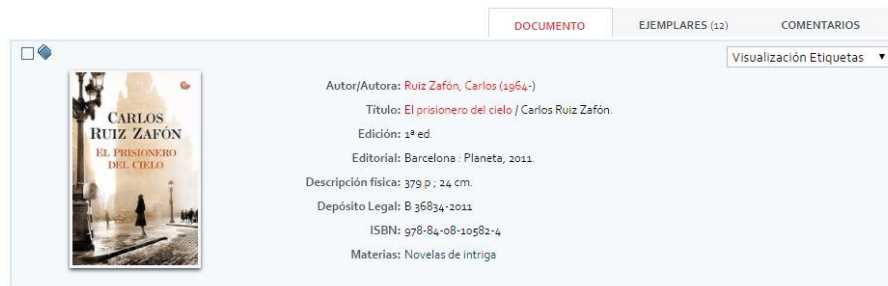 DOCUMENTO EJEMPLARES (12) COMENTARIOS
Visualización Etiquetas
CARLOS
RUIZ ZAFÓN
EL PRISIONERO
DEL CIELO
Autor/Autora: Ruiz Zafón, Carlos (1964-)
Título: El prisionero del cielo / Carlos Ruiz Zafón.
Edición: 1ª ed.
Editorial: Barcelona : Planeta, 2011.
Descripción física: 379 p ; 24 cm.
Depósito Legal: B 36834-2011
ISBN: 978-84-08-10582-4
Materias: Novelas de intriga